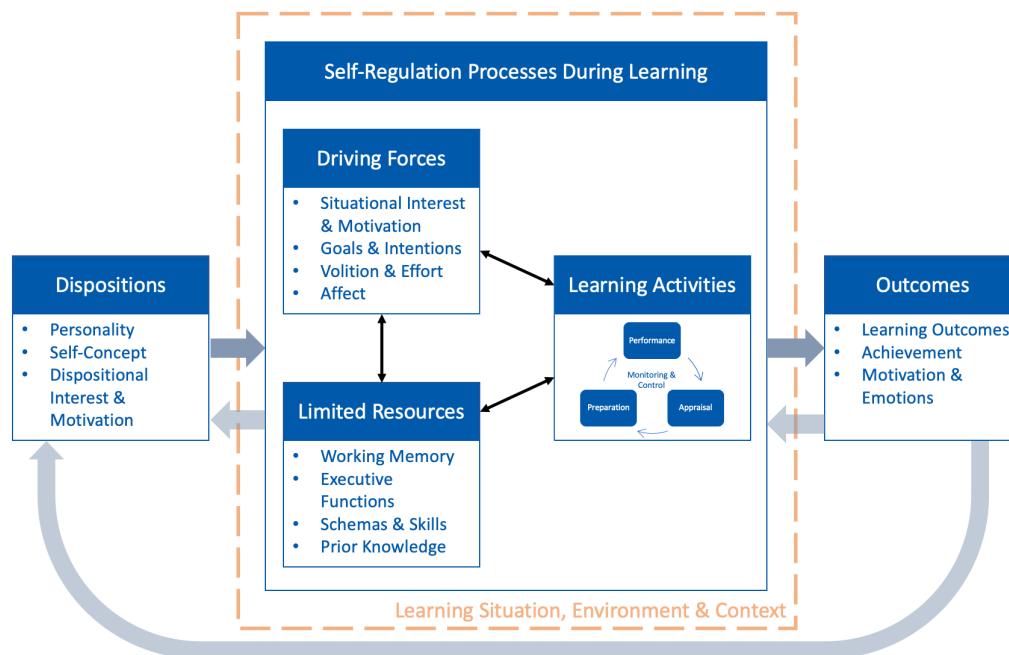 Self-Regulation Processes During Learning
Driving Forces
• Situational Interest
& Motivation
• Goals & Intentions
• Volition & Effort
• Affect
Dispositions
• Personality
• Self-Concept
• Dispositional
Interest &
Motivation
Learning Activities
Performance
Monitoring &
Control
Preparation
Appraisal
Outcomes
• Learning Outcomes
• Achievement
• Motivation &
Emotions
Limited Resources
• Working Memory
• Executive
Functions
• Schemas & Skills
• Prior Knowledge
Learning Situation, Environment & Context